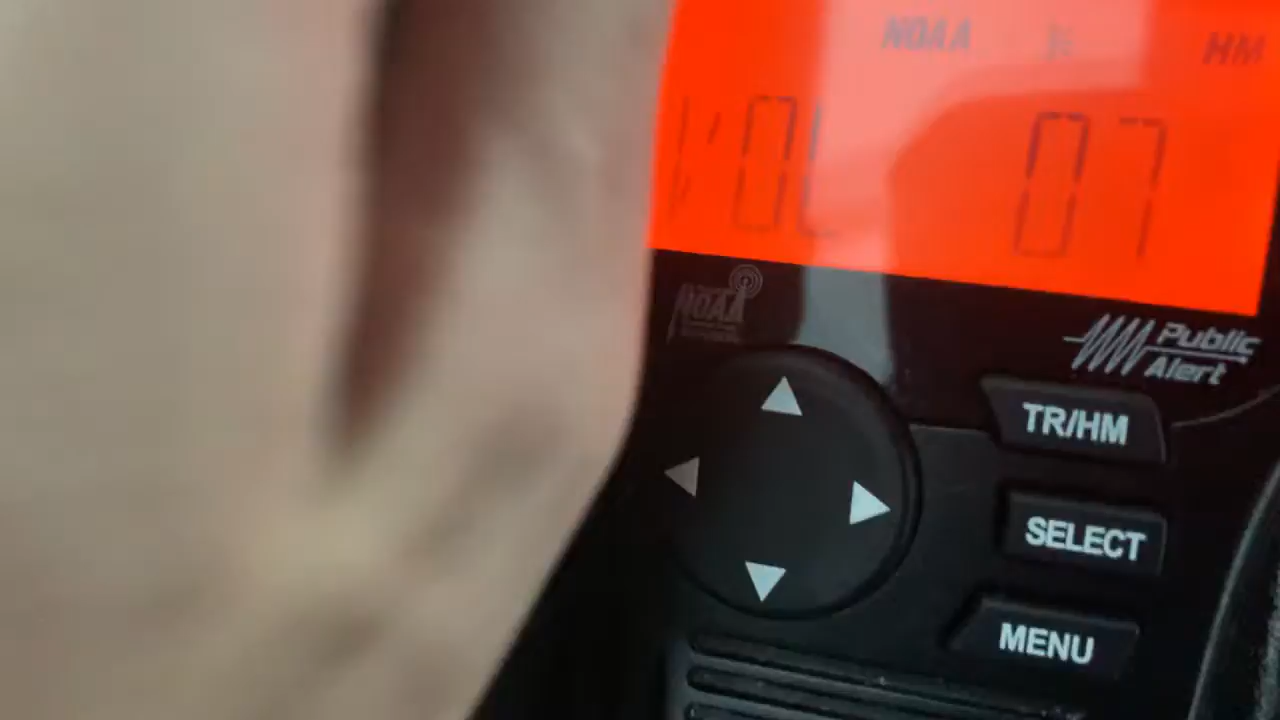 NOAA HM
VOL 07
NOAA
Public
Alert
TR/HM
SELECT
MENU